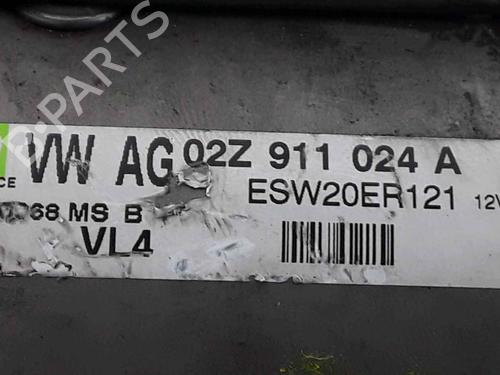 VW AG 02Z 911 024 A
ESW20ER121 12V
68 MS B
VL4
B-PARTS